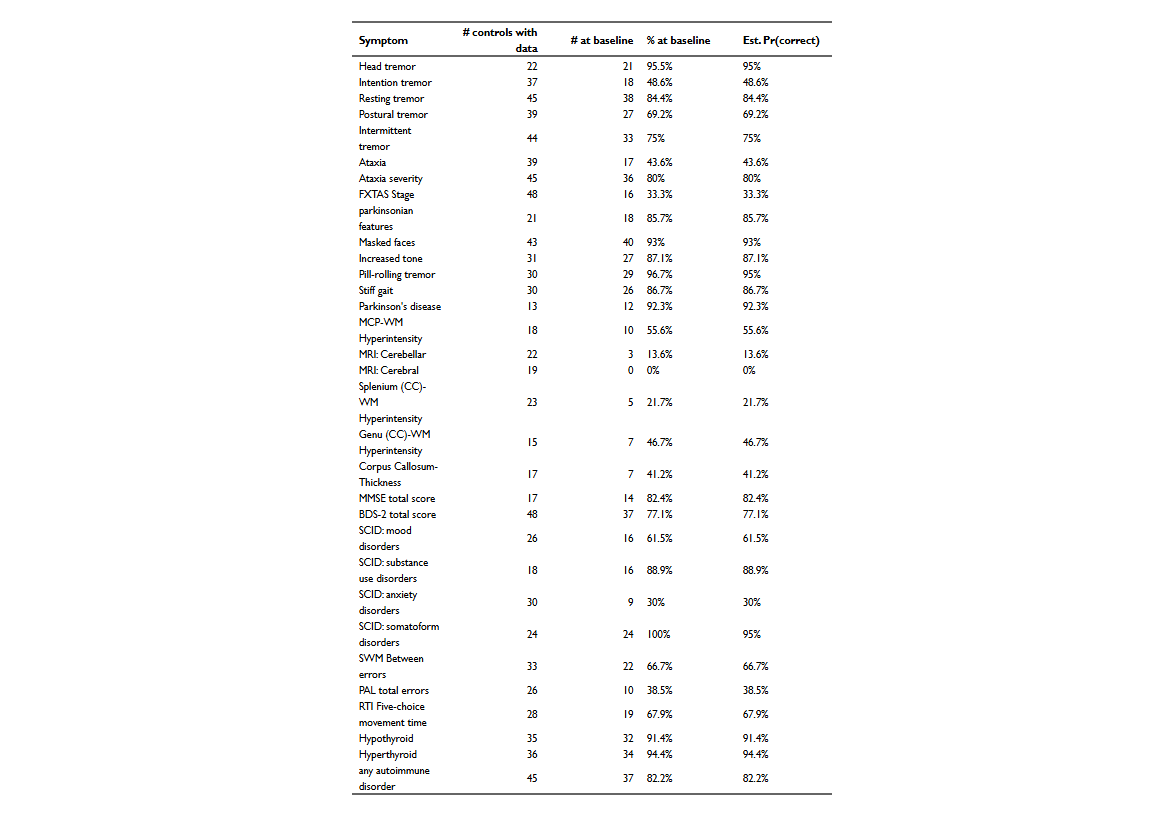 Symptom # controls with data # at baseline % at baseline Est. Pr(correct)
Head tremor 22 21 95.5% 95%
Intention tremor 37 18 48.6% 48.6%
Resting tremor 45 38 84.4% 84.4%
Postural tremor 39 27 69.2% 69.2%
Intermittent
tremor 44 33 75% 75%
Ataxia 39 17 43.6% 43.6%
Ataxia severity 45 36 80% 80%
FXTAS Stage 48 16 33.3% 33.3%
parkinsonian
features 21 18 85.7% 85.7%
Masked faces 43 40 93% 93%
Increased tone 31 27 87.1% 87.1%
Pill-rolling tremor 30 29 96.7% 95%
Stiff gait 30 26 86.7% 86.7%
Parkinson's disease 13 12 92.3% 92.3%
MCP-WM
Hyperintensity 18 10 55.6% 55.6%
MRI: Cerebellar 22 3 13.6% 13.6%
MRI: Cerebral 19 0 0% 0%
Splenium (CC)-
WM 23 5 21.7% 21.7%
Hyperintensity
Genu (CC)-WM
Hyperintensity 15 7 46.7% 46.7%
Corpus Callosum-
Thickness 17 7 41.2% 41.2%
MMSE total score 17 14 82.4% 82.4%
BDS-2 total score 48 37 77.1% 77.1%
SCID: mood
disorders 26 16 61.5% 61.5%
SCID: substance
use disorders 18 16 88.9% 88.9%
SCID: anxiety
disorders 30 9 30% 30%
SCID: somatoform
disorders 24 24 100% 95%
SWM Between
errors 33 22 66.7% 66.7%
PAL total errors 26 10 38.5% 38.5%
RTI Five-choice
movement time 28 19 67.9% 67.9%
Hypothyroid 35 32 91.4% 91.4%
Hyperthyroid 36 34 94.4% 94.4%
any autoimmune
disorder 45 37 82.2% 82.2%